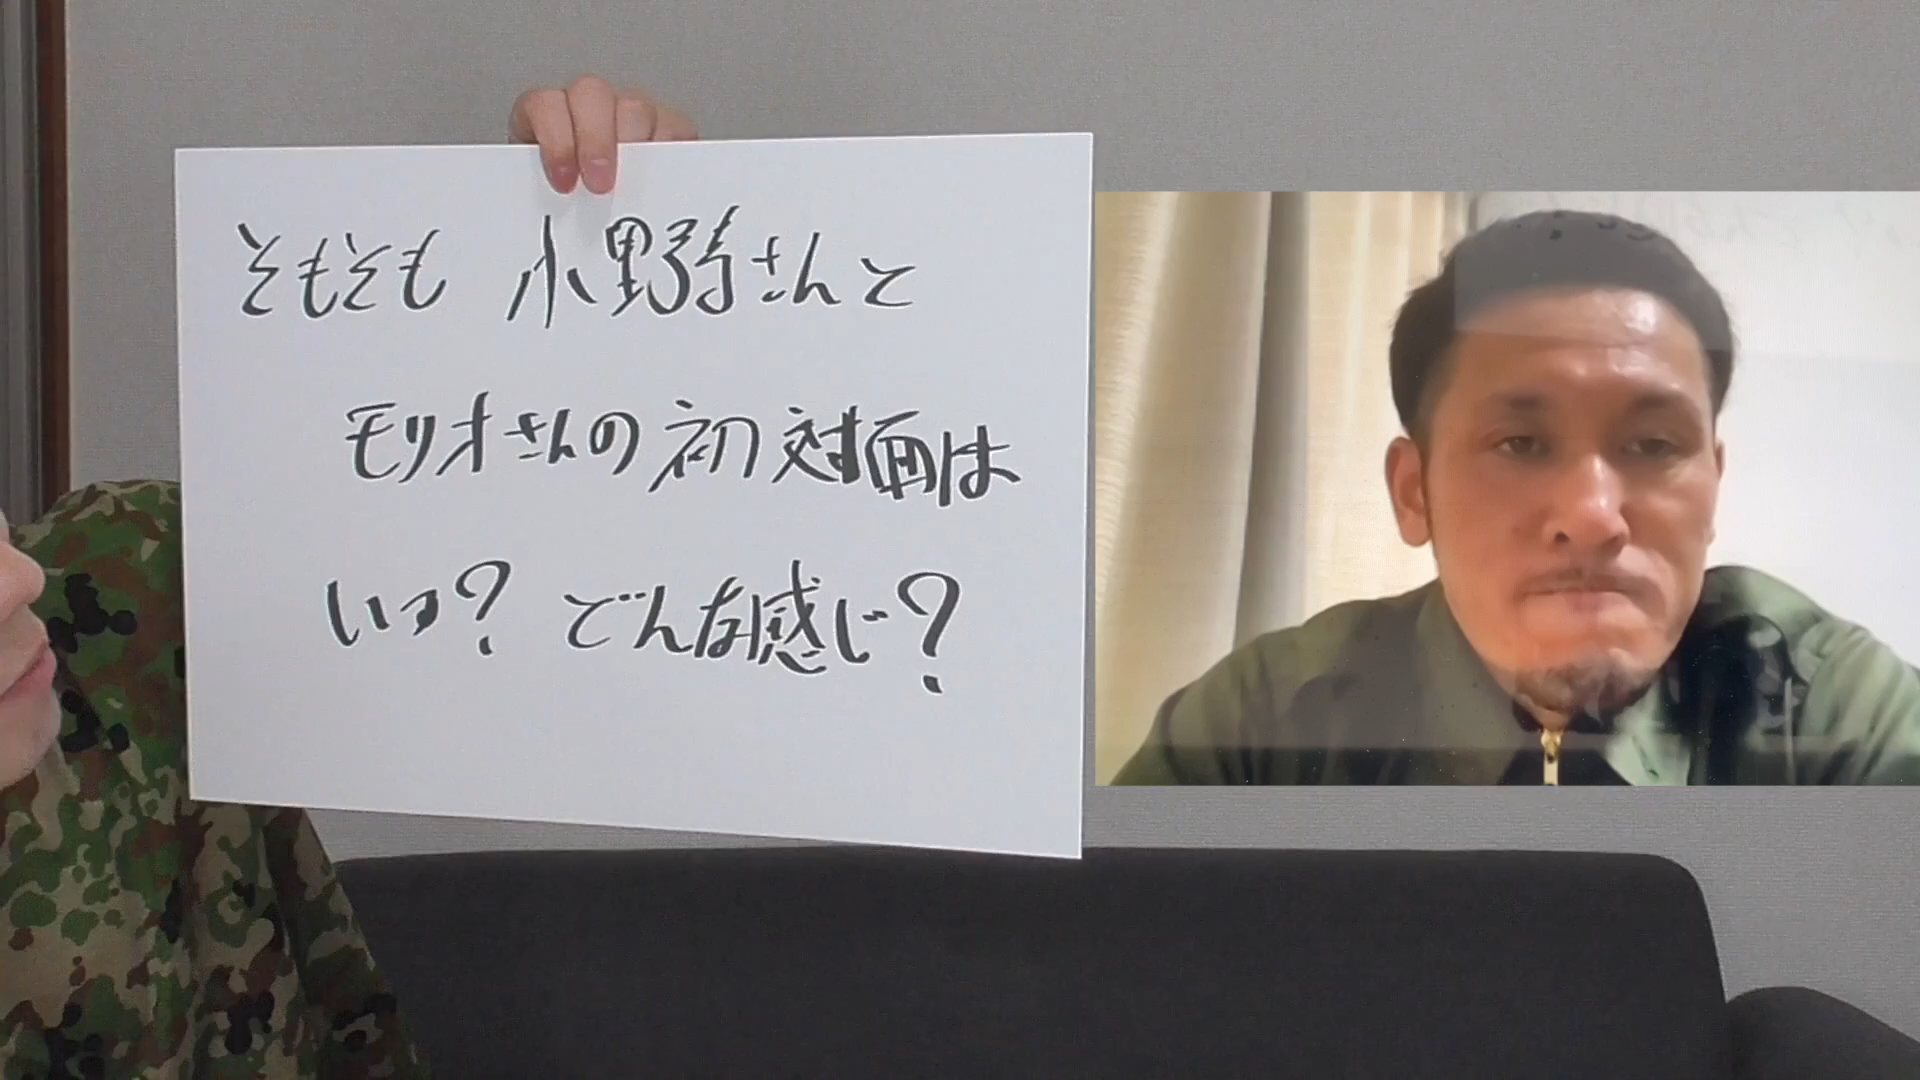 そもそも 小野寺さんと
モリオさんの初対面は
いつ? どんな感じ?